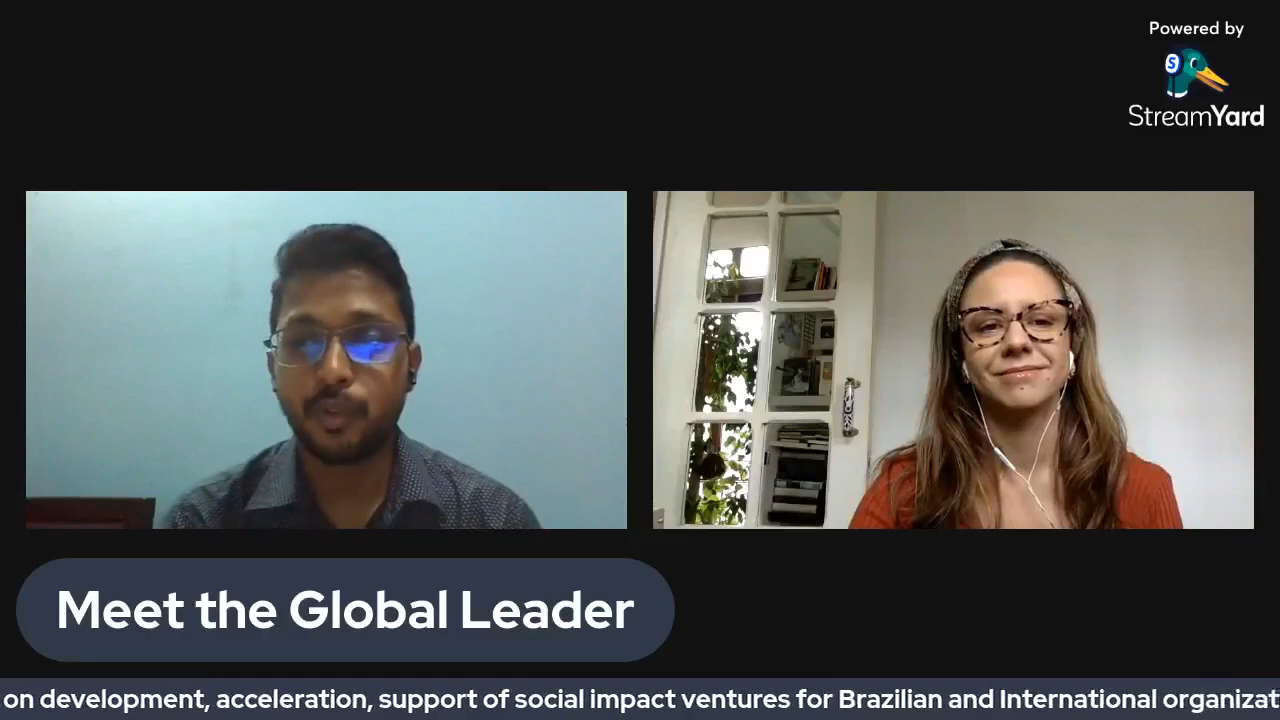 Powered by
StreamYard
Meet the Global Leader
on development, acceleration, support of social impact ventures for Brazilian and International organizat